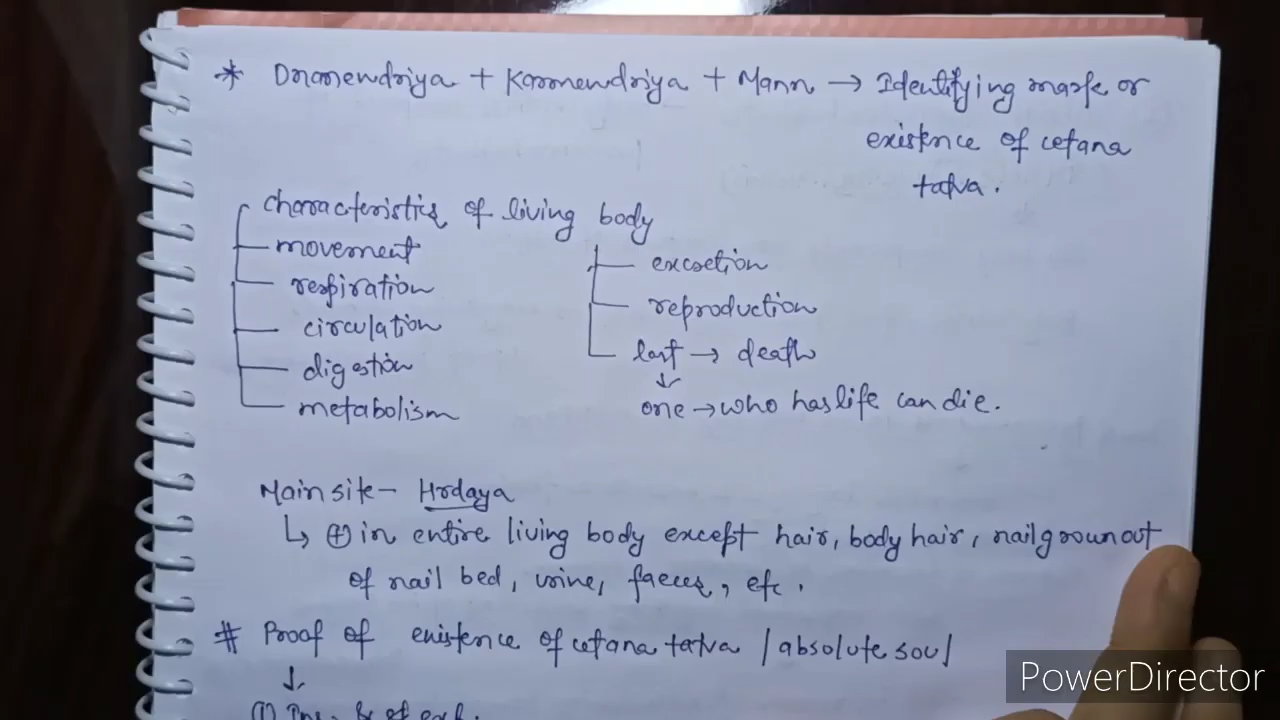 * Dnanendriya + Karmendriya + Mann → Identifying mark or
existence of cetana
tatva.
characteristics of living body
movement
respiration
circulation
digestion
metabolism
excretion
reproduction
last → death
↓
one → who has life can die.
Main site - Hrdaya
↳ ⊕ in entire living body except hair, body hair, nail grown out
of nail bed, urine, faeces, etc.
# Proof of existence of cetana tatva / absolute soul
↓
PowerDirector